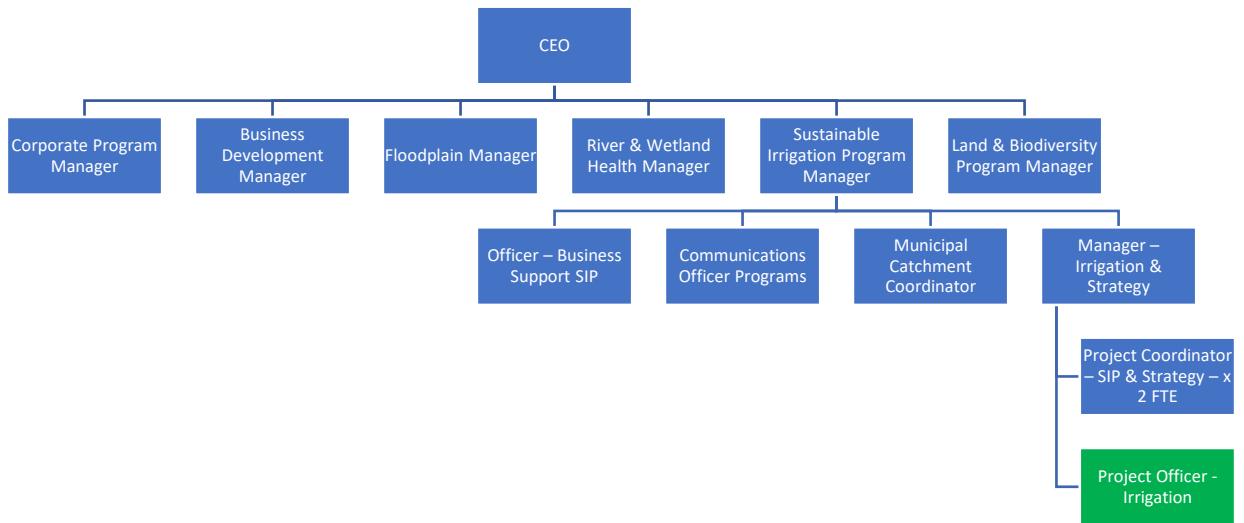 CEO
Corporate Program
Manager
Business
Development
Manager
Floodplain Manager
River & Wetland
Health Manager
Sustainable
Irrigation Program
Manager
Land & Biodiversity
Program Manager
Officer – Business
Support SIP
Communications
Officer Programs
Municipal
Catchment
Coordinator
Manager –
Irrigation &
Strategy
Project Coordinator
– SIP & Strategy – x
2 FTE
Project Officer -
Irrigation